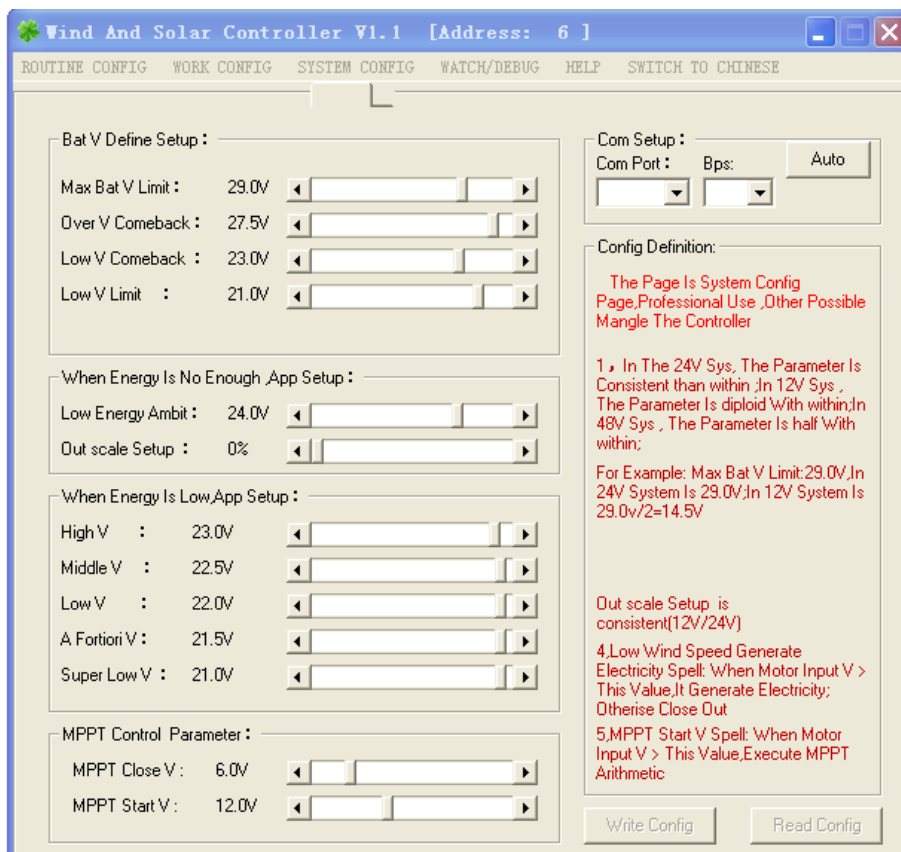 Wind And Solar Controller V1.1 [Address: 6 ]
ROUTINE CONFIG WORK CONFIG SYSTEM CONFIG WATCH/DEBUG HELP SWITCH TO CHINESE
Bat V Define Setup:
Max Bat V Limit: 29.0V
Over V Comeback: 27.5V
Low V Comeback : 23.0V
Low V Limit : 21.0V
When Energy Is No Enough ,App Setup:
Low Energy Ambit: 24.0V
Out scale Setup : 0%
When Energy Is Low,App Setup:
High V : 23.0V
Middle V : 22.5V
Low V : 22.0V
A Fortiori V: 21.5V
Super Low V : 21.0V
MPPT Control Parameter:
MPPT Close V : 6.0V
MPPT Start V : 12.0V
Com Setup:
Com Port: Bps: Auto
Config Definition:
The Page Is System Config
Page,Professional Use ,Other Possible
Mangle The Controller
1，In The 24V Sys, The Parameter Is
Consistent than within ;In 12V Sys ,
The Parameter Is diploid With within;In
48V Sys , The Parameter Is half With
within;
For Example: Max Bat V Limit:29.0V,In
24V System Is 29.0V;In 12V System Is
29.0v/2=14.5V
Out scale Setup is
consistent(12V/24V)
4,Low Wind Speed Generate
Electricity Spell: When Motor Input V >
This Value,It Generate Electricity;
Otherise Close Out
5,MPPT Start V Spell: When Motor
Input V > This Value,Execute MPPT
Arithmetic
Write Config Read Config